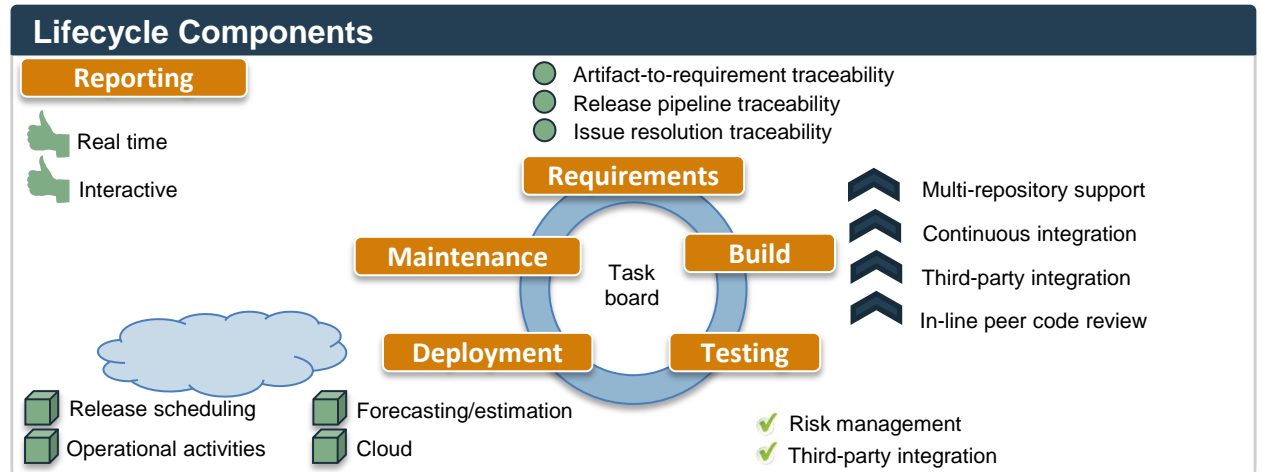 Lifecycle Components
Reporting
Real time
Interactive
Artifact-to-requirement traceability
Release pipeline traceability
Issue resolution traceability
Requirements
Maintenance
Build
Task
board
Deployment
Testing
Multi-repository support
Continuous integration
Third-party integration
In-line peer code review
Release scheduling
Operational activities
Forecasting/estimation
Cloud
Risk management
Third-party integration